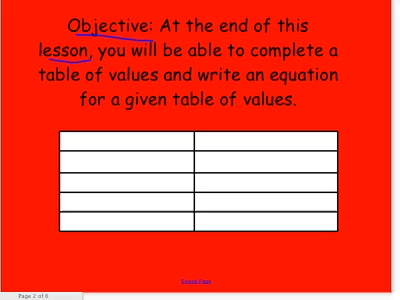 Objective: At the end of this
lesson, you will be able to complete a
table of values and write an equation
for a given table of values.
Page 2 of 6